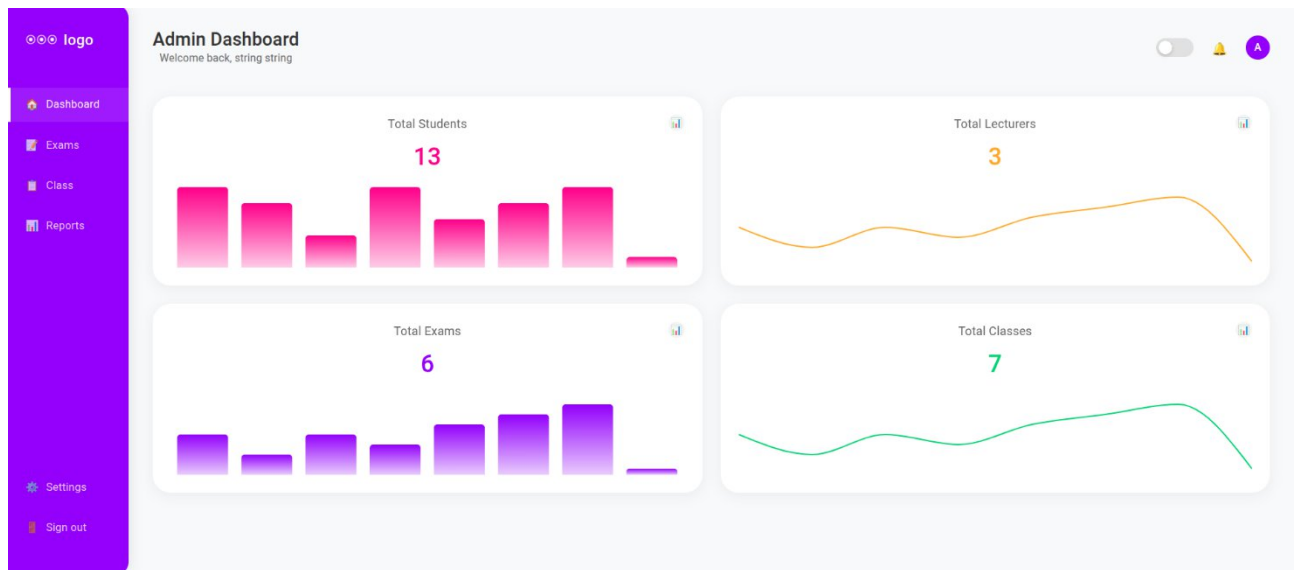 logo
Dashboard
Exams
Class
Reports
Settings
Sign out
Admin Dashboard
Welcome back, string string
A
Total Students
13
Total Lecturers
3
Total Exams
6
Total Classes
7